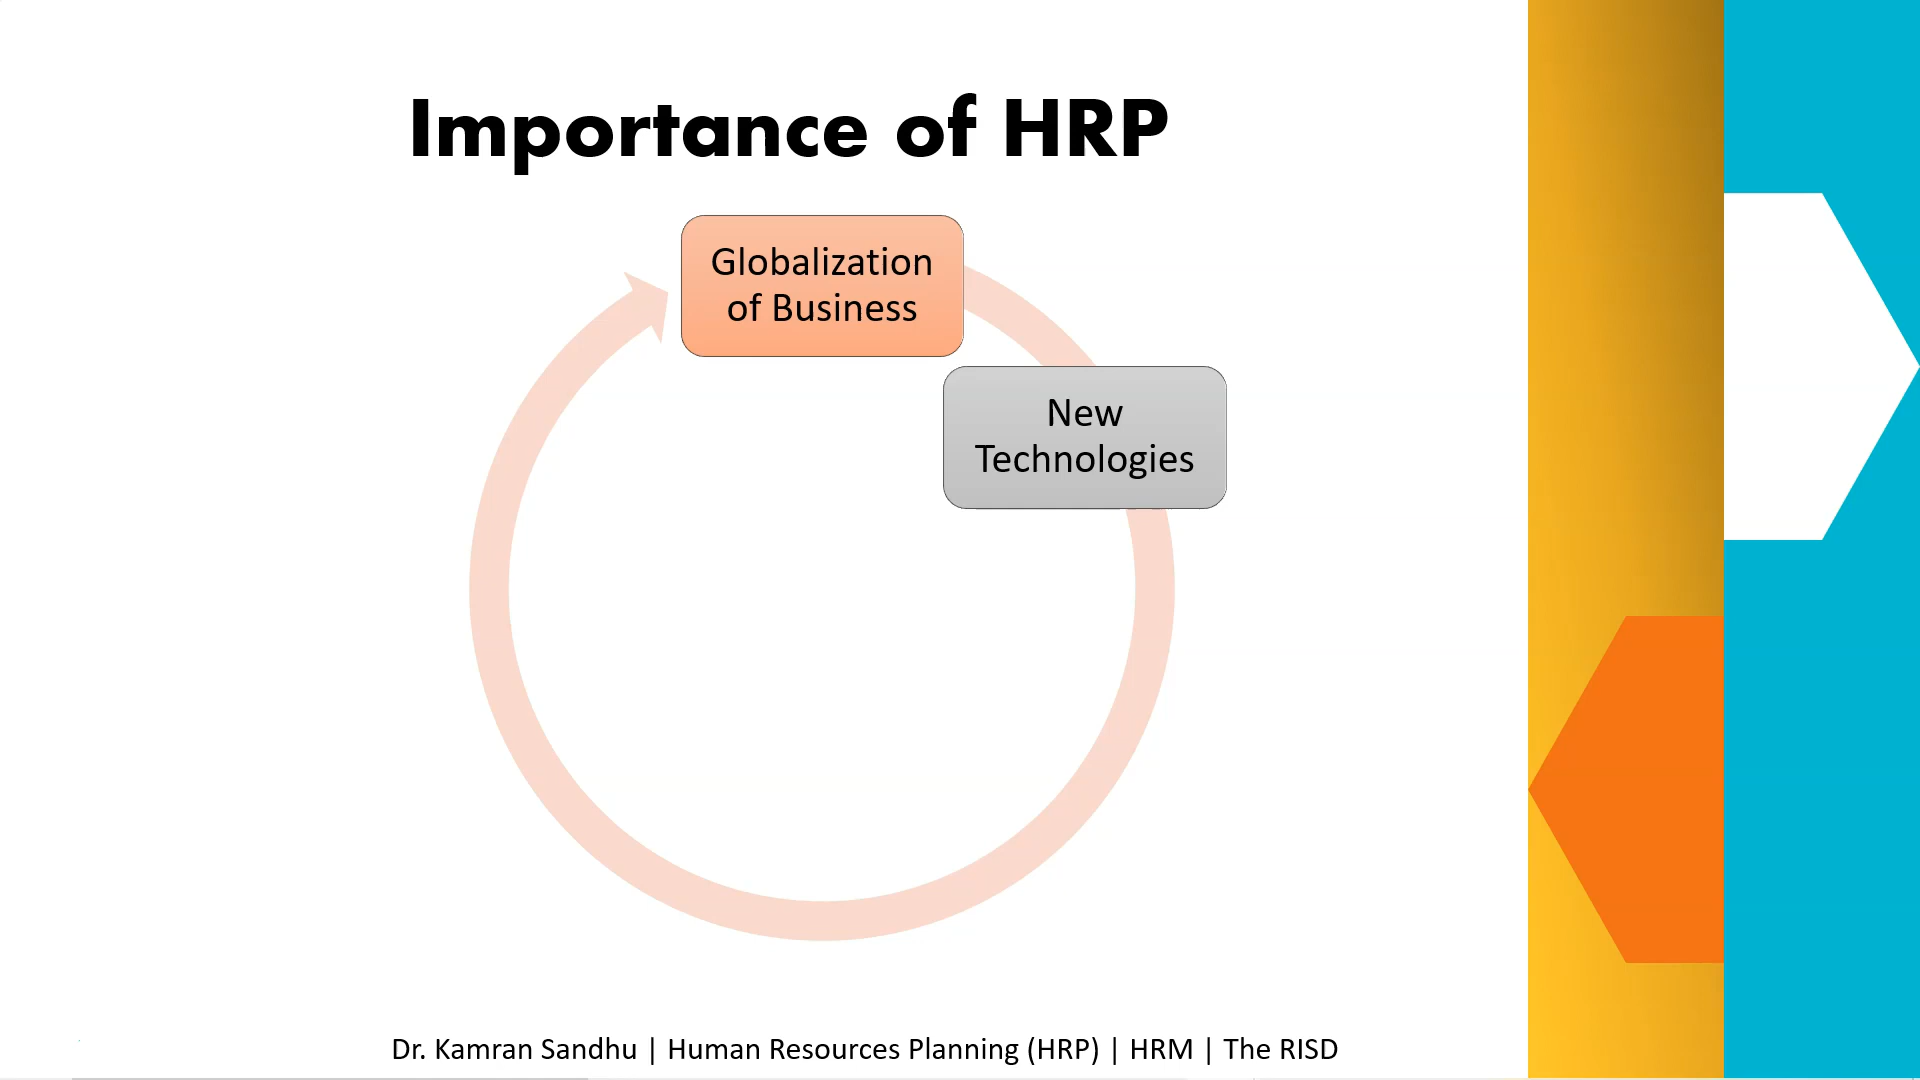 Importance of HRP
Globalization
of Business
New
Technologies
Dr. Kamran Sandhu | Human Resources Planning (HRP) | HRM | The RISD